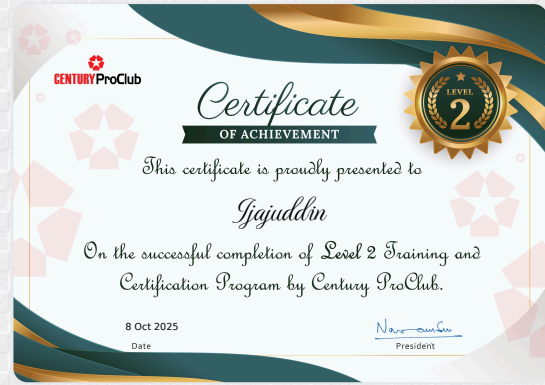 CENTURY ProClub
Certificate
OF ACHIEVEMENT
LEVEL
2
This certificate is proudly presented to
Ijajuddin
On the successful completion of Level 2 Training and
Certification Program by Century ProClub.
8 Oct 2025
Date
President